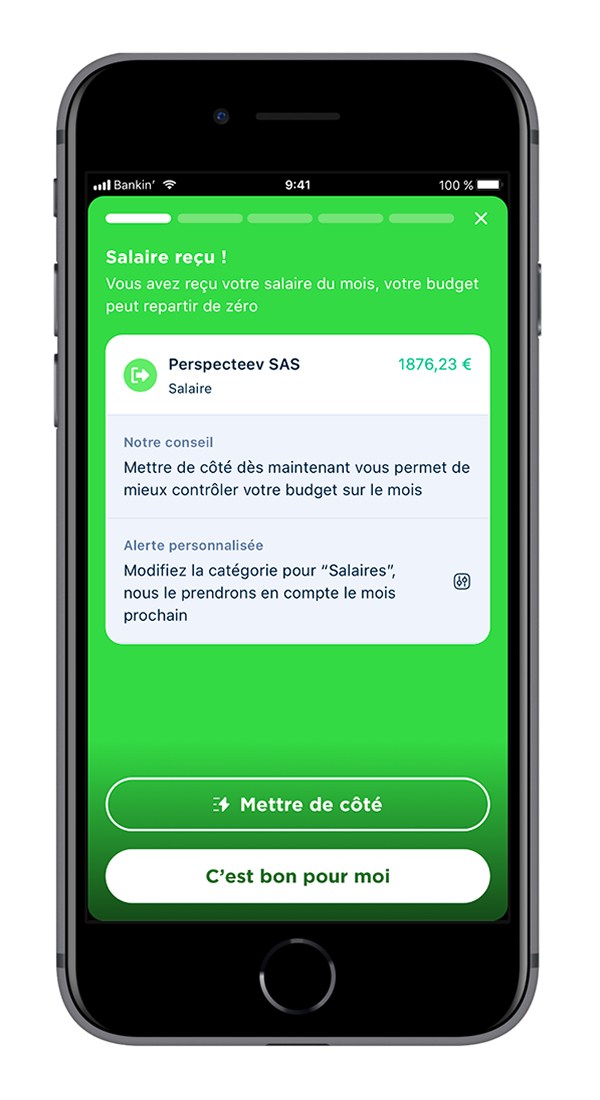 Bankin’ 9:41 100 %
Salaire reçu !
Vous avez reçu votre salaire du mois, votre budget
peut repartir de zéro
Perspecteev SAS 1876,23 €
Salaire
Notre conseil
Mettre de côté dès maintenant vous permet de
mieux contrôler votre budget sur le mois
Alerte personnalisée
Modifiez la catégorie pour “Salaires”,
nous le prendrons en compte le mois
prochain
Mettre de côté
C’est bon pour moi